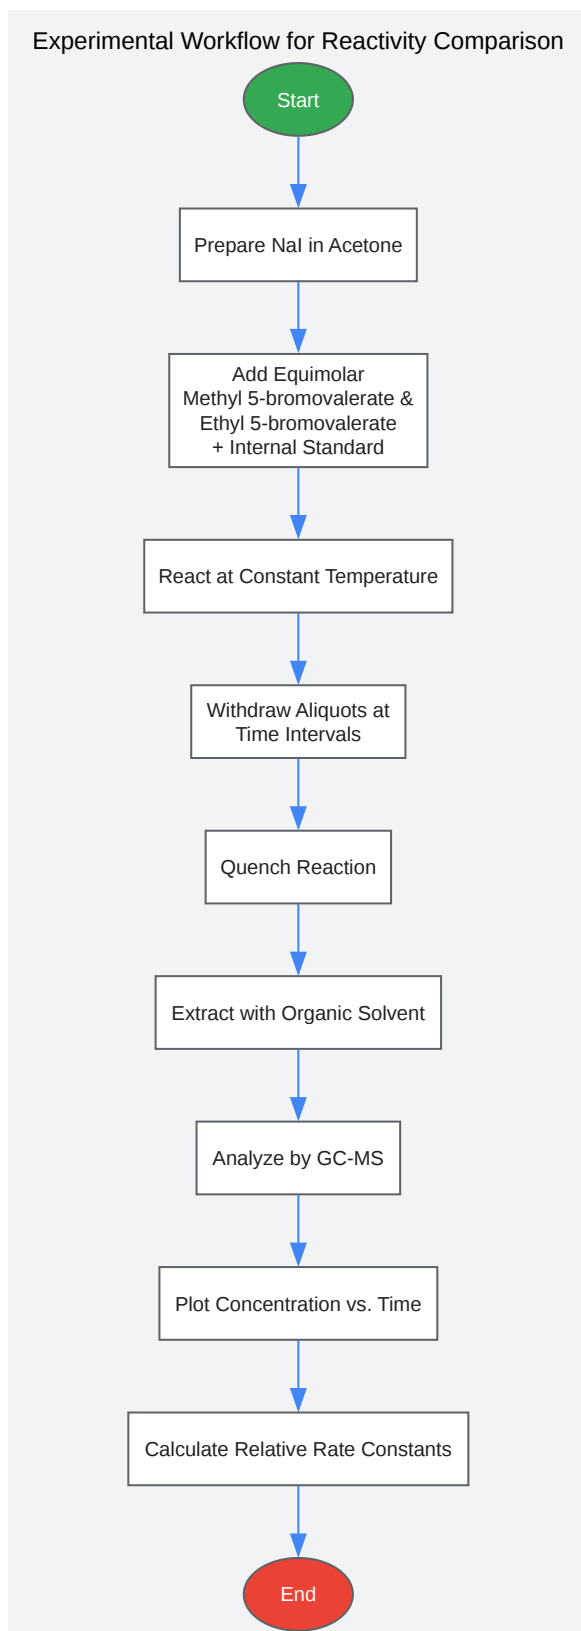 Experimental Workflow for Reactivity Comparison
Start
Prepare NaI in Acetone
Add Equimolar
Methyl 5-bromovalerate &
Ethyl 5-bromovalerate
+ Internal Standard
React at Constant Temperature
Withdraw Aliquots at
Time Intervals
Quench Reaction
Extract with Organic Solvent
Analyze by GC-MS
Plot Concentration vs. Time
Calculate Relative Rate Constants
End